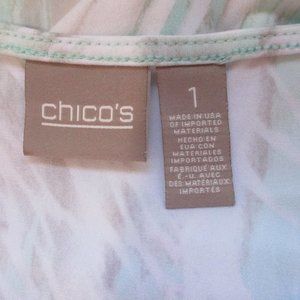 chico's
1
MADE IN USA
OF IMPORTED
MATERIALS
HECHO EN
EUA CON
MATERIALES
IMPORTADOS
FABRIQUÉ AUX
É.-U. AVEC
DES MATÉRIAUX
IMPORTÉS